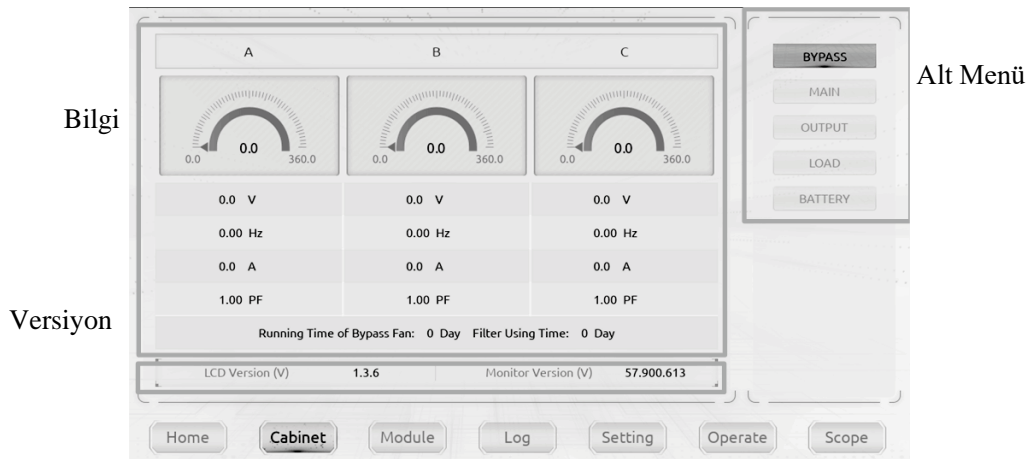 A B C
BYPASS
Alt Menü
MAIN
Bilgi
OUTPUT
0.0 0.0 0.0
0.0 360.0 0.0 360.0 0.0 360.0
LOAD
BATTERY
0.0 V 0.0 V 0.0 V
0.00 Hz 0.00 Hz 0.00 Hz
0.0 A 0.0 A 0.0 A
1.00 PF 1.00 PF 1.00 PF
Versiyon
Running Time of Bypass Fan: 0 Day Filter Using Time: 0 Day
LCD Version (V) 1.3.6 Monitor Version (V) 57.900.613
Home Cabinet Module Log Setting Operate Scope